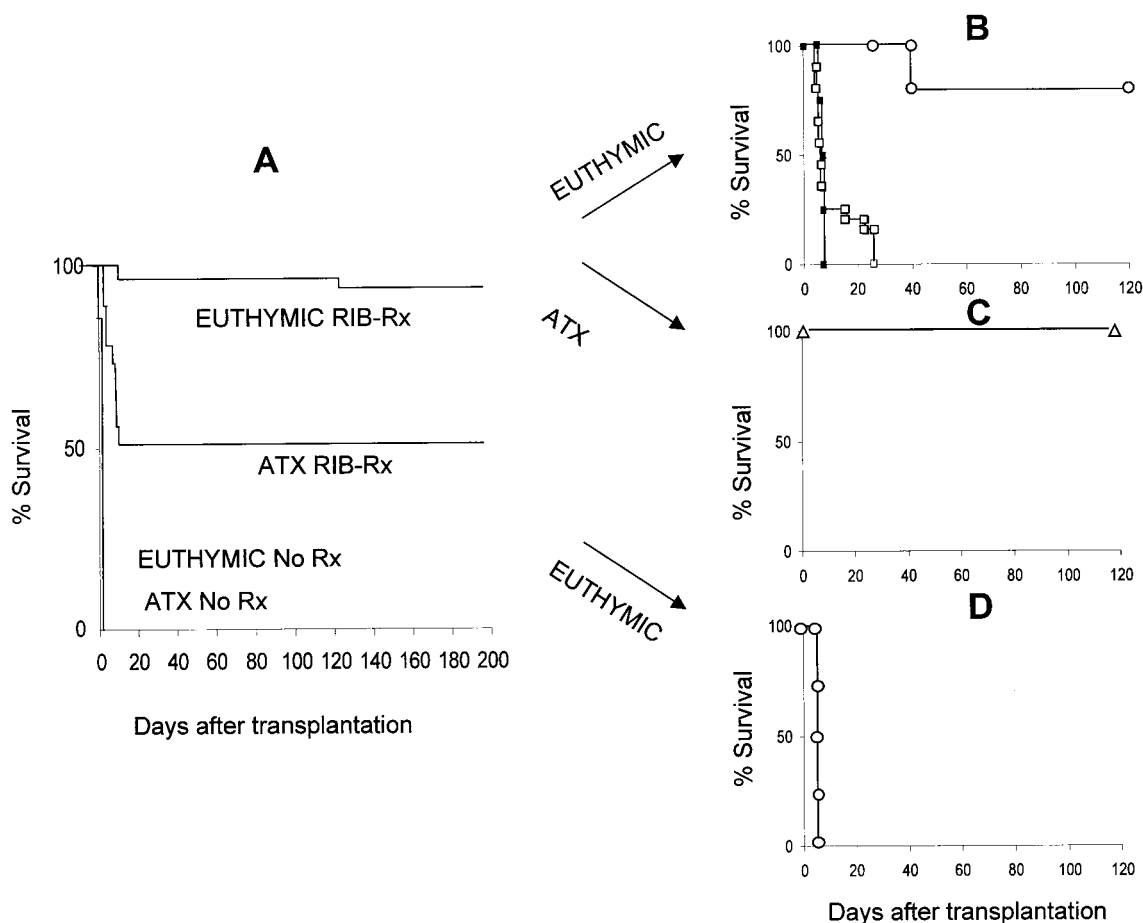 A
100
EUTHYMIC RIB-Rx
50
ATX RIB-Rx
EUTHYMIC No Rx
ATX No Rx
0
0 20 40 60 80 100 120 140 160 180 200
% Survival
Days after transplantation
EUTHYMIC
ATX
EUTHYMIC
B
100
50
0
% Survival
0 20 40 60 80 100 120
C
100
50
0
% Survival
0 20 40 60 80 100 120
D
100
50
0
% Survival
0 20 40 60 80 100 120
Days after transplantation